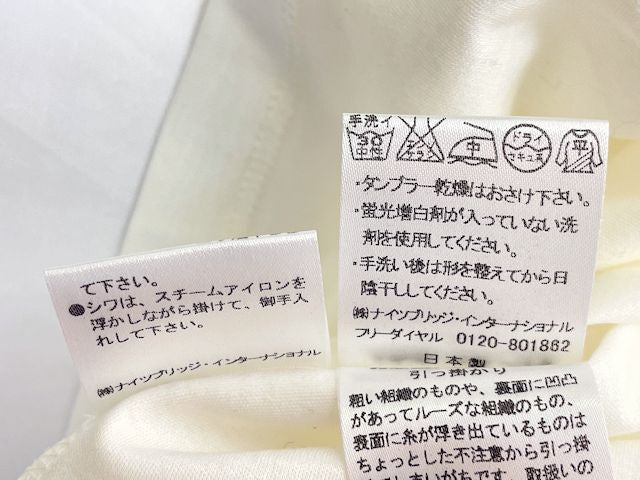 て下さい。
●シワは、スチームアイロンを
浮かしながら掛けて、御手入
れして下さい。
㈱ナイツブリッジ・インターナショナル
手洗イ
30
中性
エンソ
サラシ
中
ドライ
セキユ系
平
・タンブラー乾燥はおさけ下さい。
・蛍光増白剤が入っていない洗
剤を使用してください。
・手洗い後は形を整えてから日
陰干ししてください。
㈱ナイツブリッジ・インターナショナル
フリーダイヤル 0120-801862
日本製
引っ掛かり
粗い組織のものや、裏面に凹凸
があってルーズな組織のもの、
裏面に糸が浮き出ているものは
ちょっとした不注意から引っ掛